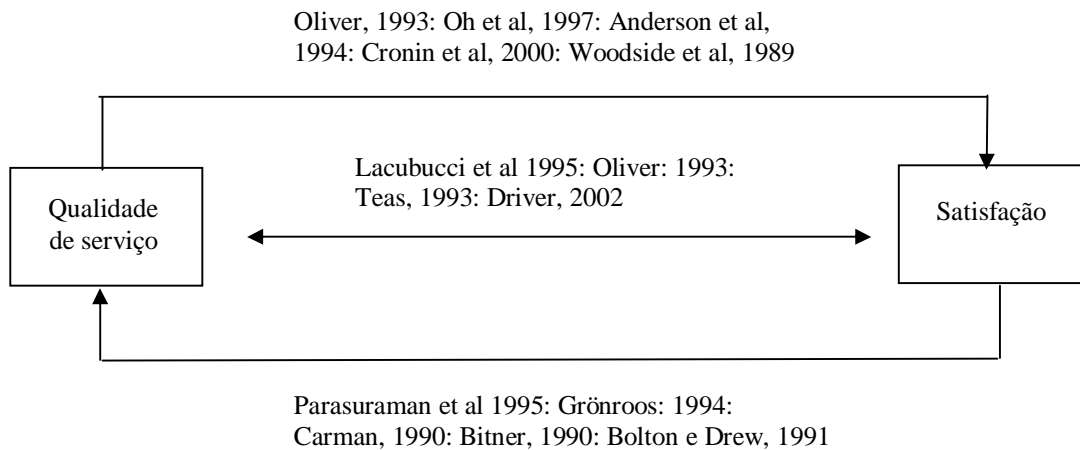 Oliver, 1993: Oh et al, 1997: Anderson et al,
1994: Cronin et al, 2000: Woodside et al, 1989
Lacubucci et al 1995: Oliver: 1993:
Teas, 1993: Driver, 2002
Qualidade
de serviço
Satisfação
Parasuraman et al 1995: Grönroos: 1994:
Carman, 1990: Bitner, 1990: Bolton e Drew, 1991